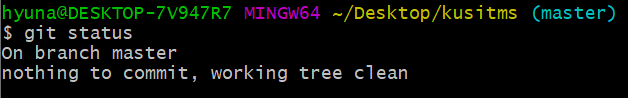 hyuna@DESKTOP-7V947R7 MINGW64 ~/Desktop/kusitms (master)
$ git status
On branch master
nothing to commit, working tree clean